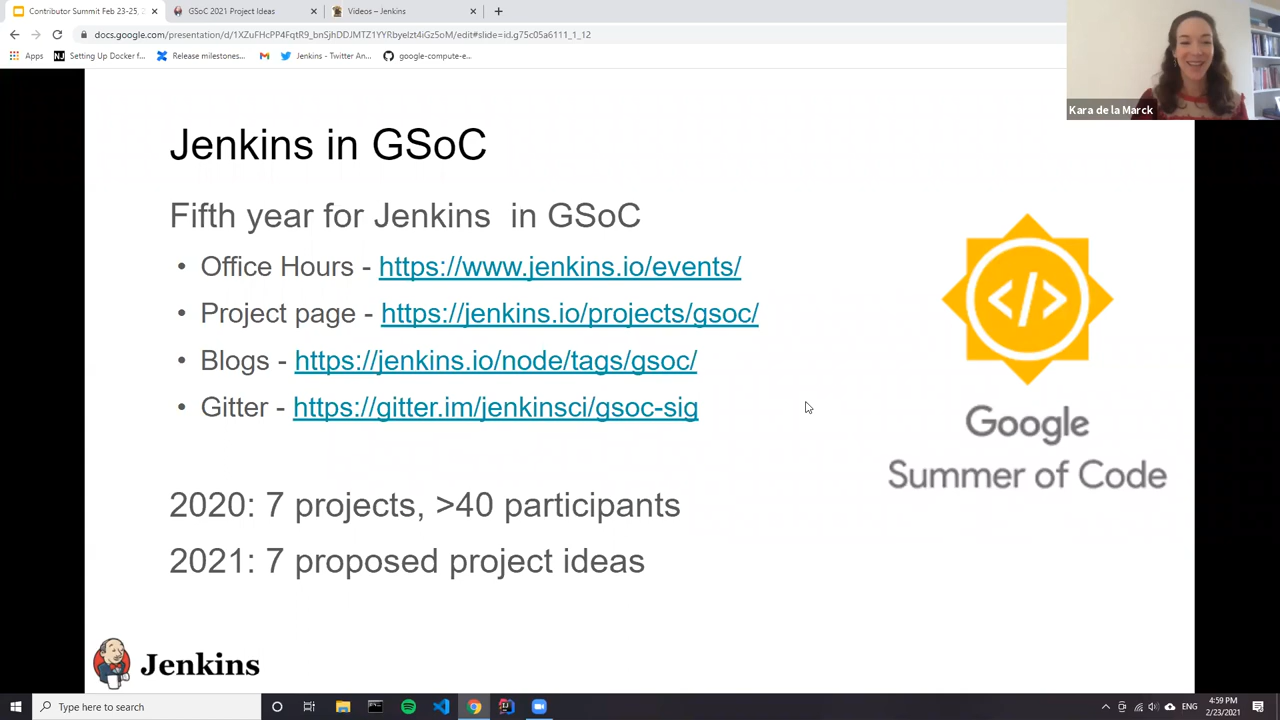 Contributor Summit Feb 23-25, 2
GSoC 2021 Project Ideas
Videos – Jenkins
docs.google.com/presentation/d/1XZuFHcPP4FqtR9_bnSjhDDJMTZ1YYRbyelzt4iGz5oM/edit#slide=id.g75c05a6111_1_12
Apps
Setting Up Docker f...
Release milestones...
Jenkins - Twitter An...
google-compute-e...
Kara de la Marck
Jenkins in GSoC
Fifth year for Jenkins in GSoC
• Office Hours - https://www.jenkins.io/events/
• Project page - https://jenkins.io/projects/gsoc/
• Blogs - https://jenkins.io/node/tags/gsoc/
• Gitter - https://gitter.im/jenkinsci/gsoc-sig
</>
Google
Summer of Code
2020: 7 projects, >40 participants
2021: 7 proposed project ideas
Jenkins
Type here to search
ENG
4:59 PM
2/23/2021